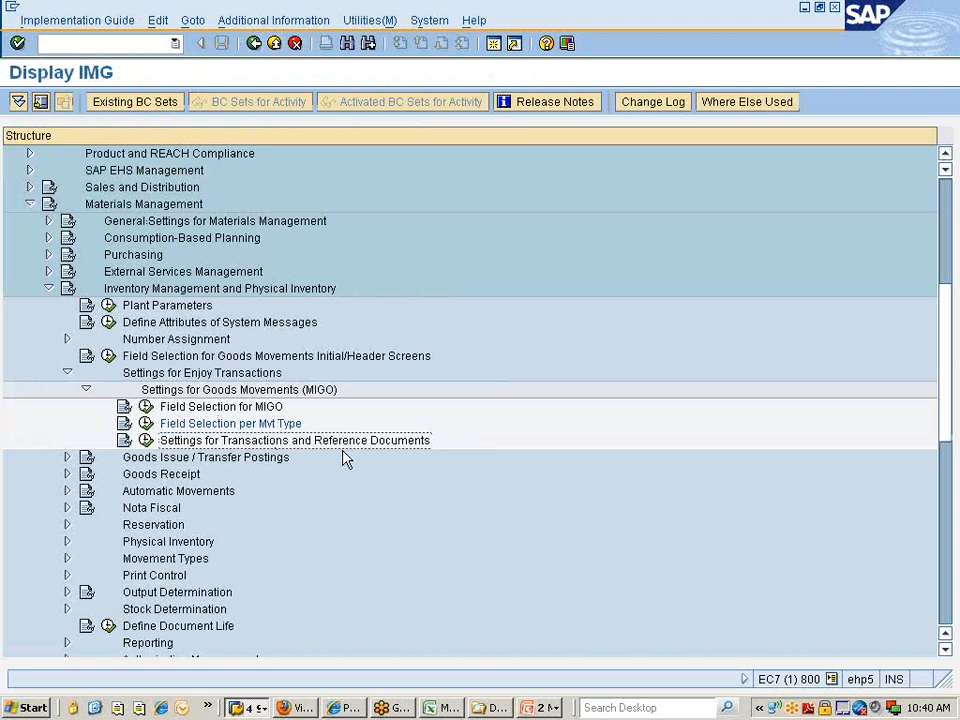 Implementation Guide Edit Goto Additional Information Utilities(M) System Help
SAP
Display IMG
Existing BC Sets BC Sets for Activity Activated BC Sets for Activity Release Notes Change Log Where Else Used
Structure
Product and REACH Compliance
SAP EHS Management
Sales and Distribution
Materials Management
General Settings for Materials Management
Consumption-Based Planning
Purchasing
External Services Management
Inventory Management and Physical Inventory
Plant Parameters
Define Attributes of System Messages
Number Assignment
Field Selection for Goods Movements Initial/Header Screens
Settings for Enjoy Transactions
Settings for Goods Movements (MIGO)
Field Selection for MIGO
Field Selection per Mvt Type
Settings for Transactions and Reference Documents
Goods Issue / Transfer Postings
Goods Receipt
Automatic Movements
Nota Fiscal
Reservation
Physical Inventory
Movement Types
Print Control
Output Determination
Stock Determination
Define Document Life
Reporting
EC7 (1) 800 ehp5 INS
Start » 4 S... Vi... P... G... M... D... 2 M... Search Desktop « 10:40 AM